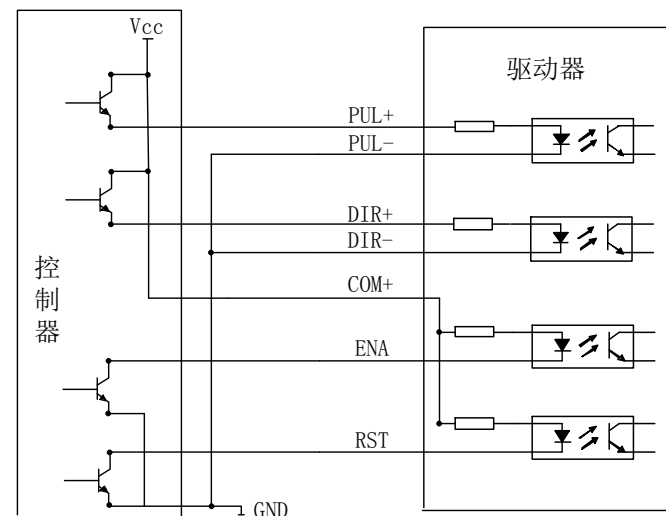 Vcc
驱动器
PUL+
PUL-
DIR+
DIR-
控制器
COM+
ENA
RST
GND